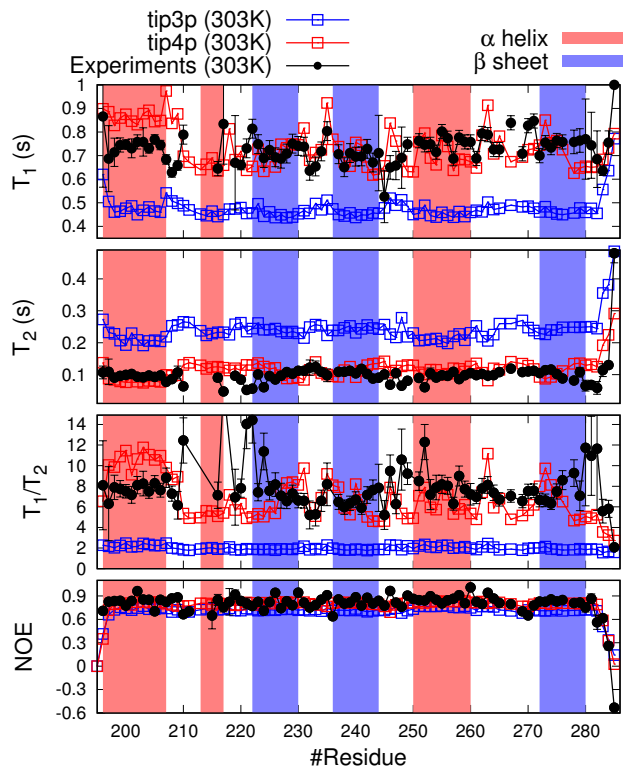 tip3p (303K)
tip4p (303K)
Experiments (303K)
α helix
β sheet
T1 (s)
1
0.9
0.8
0.7
0.6
0.5
0.4
T2 (s)
0.4
0.3
0.2
0.1
T1/T2
14
12
10
8
6
4
2
0
NOE
0.9
0.6
0.3
0
-0.3
-0.6
200 210 220 230 240 250 260 270 280
#Residue